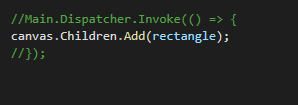 //Main.Dispatcher.Invoke(() => {
canvas.Children.Add(rectangle);
//});